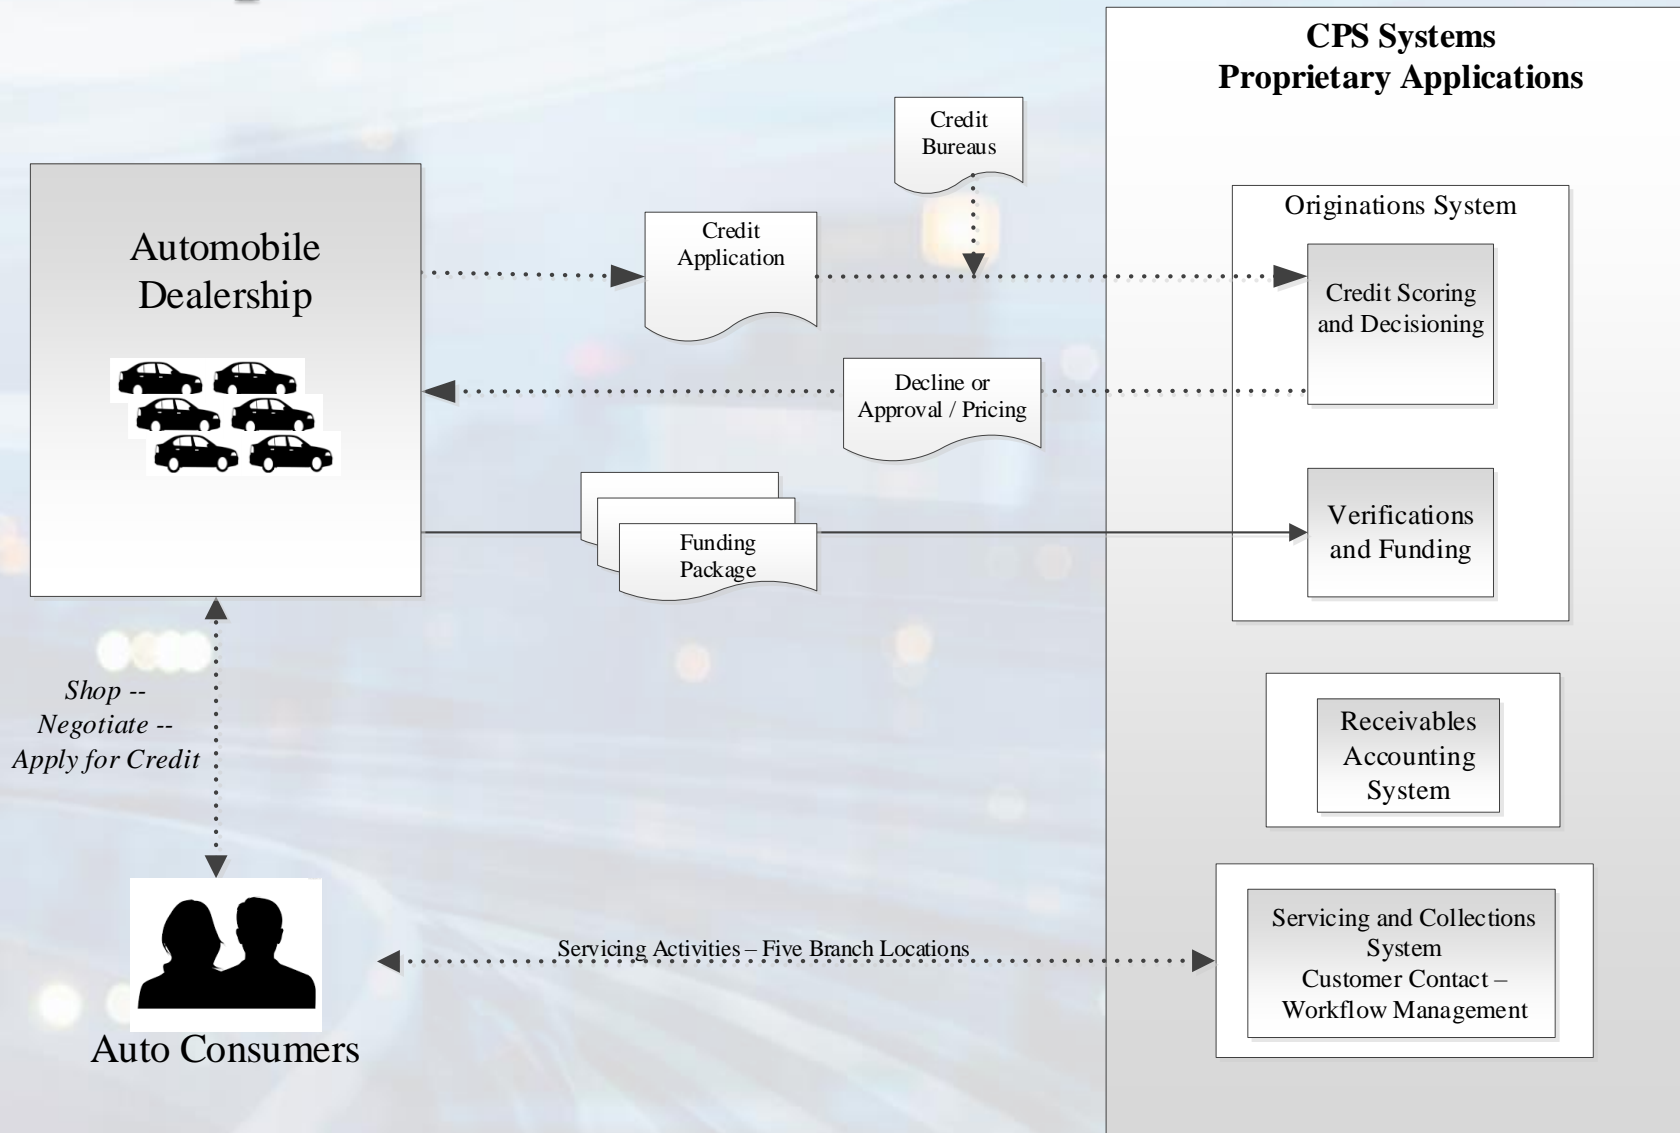 CPS Systems
Proprietary Applications
Credit
Bureaus
Originations System
Automobile
Dealership
Credit
Application
Credit Scoring
and Decisioning
Decline or
Approval / Pricing
Verifications
and Funding
Funding
Package
Shop --
Negotiate --
Apply for Credit
Receivables
Accounting
System
Servicing Activities – Five Branch Locations
Servicing and Collections
System
Customer Contact –
Workflow Management
Auto Consumers